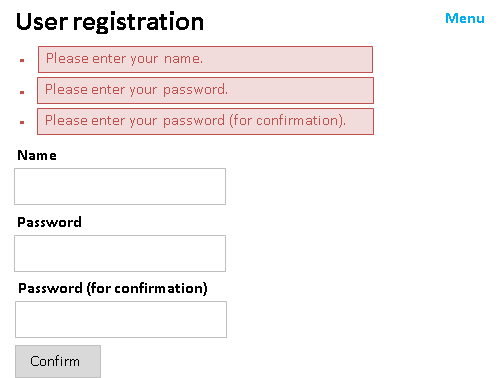 User registration
Menu
Please enter your name.
Please enter your password.
Please enter your password (for confirmation).
Name
Password
Password (for confirmation)
Confirm